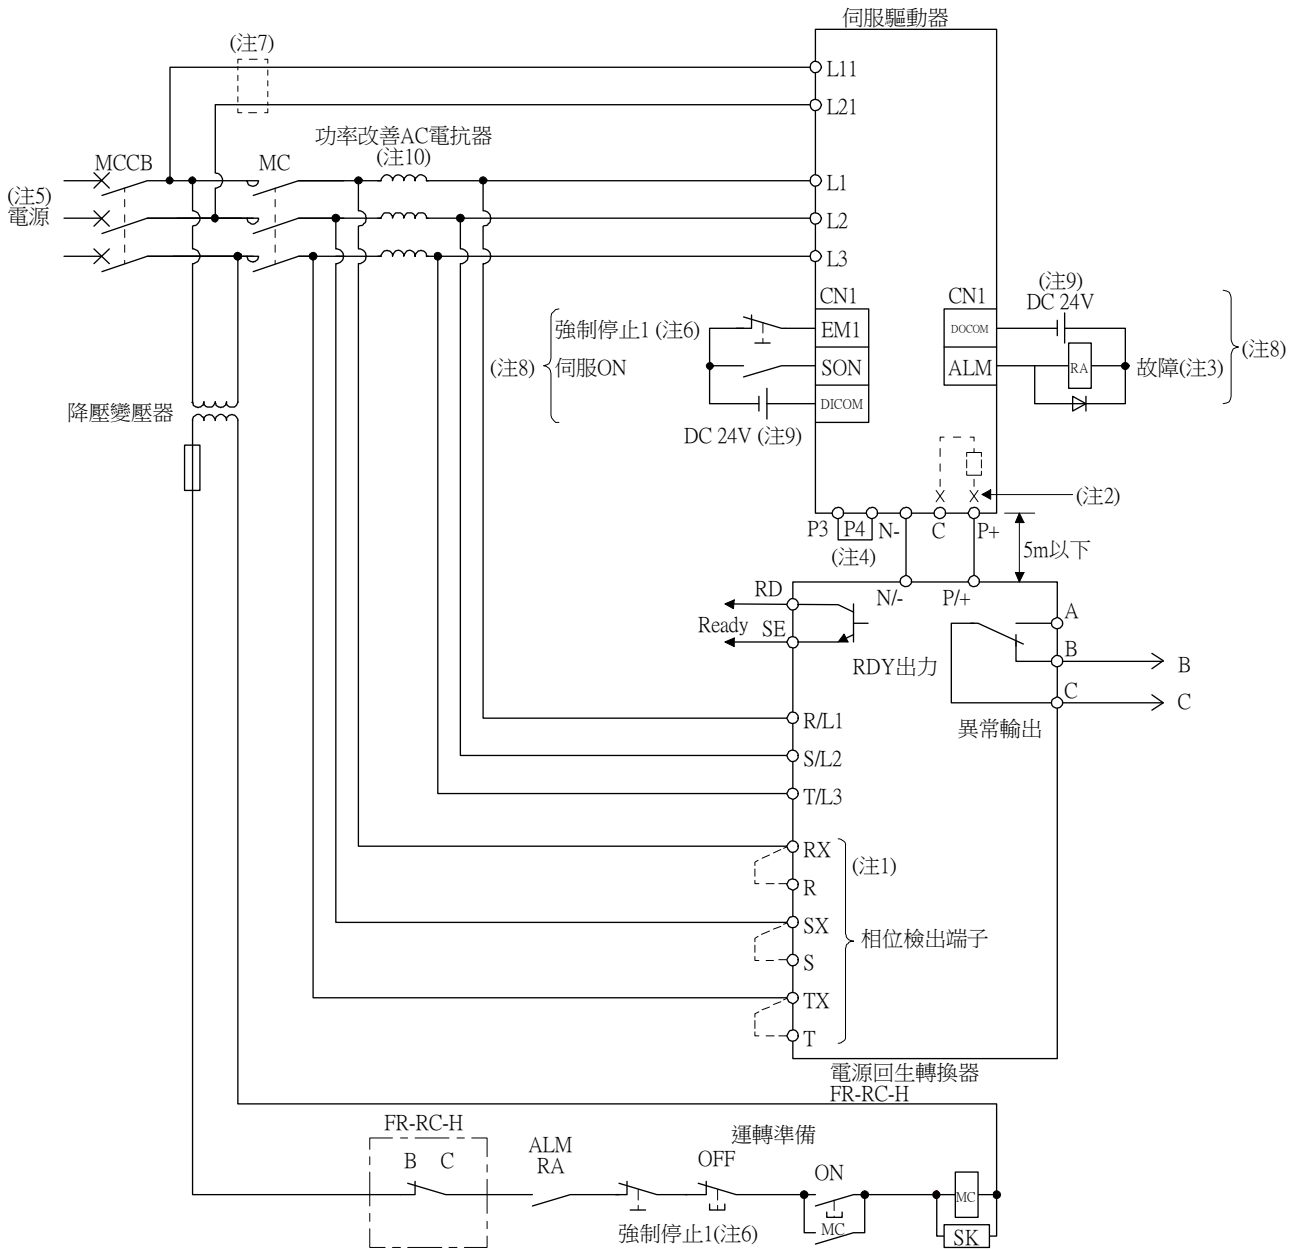 伺服驅動器
(注7)
L11
L21
功率改善AC電抗器
(注10)
MCCB
MC
(注5)
電源
L1
L2
L3
CN1
CN1
(注9)
DC 24V
強制停止1 (注6)
EM1
DOCOM
(注8)
伺服ON
SON
ALM
RA
故障(注3)
(注8)
DICOM
DC 24V (注9)
降壓變壓器
(注2)
P3
P4
N-
C
P+
(注4)
5m以下
RD
N/-
P/+
A
Ready
SE
B
B
RDY出力
C
C
異常輸出
R/L1
S/L2
T/L3
RX
(注1)
R
SX
相位檢出端子
S
TX
T
電源回生轉換器
FR-RC-H
FR-RC-H
運轉準備
B
C
ALM
RA
OFF
ON
MC
強制停止1(注6)
MC
SK